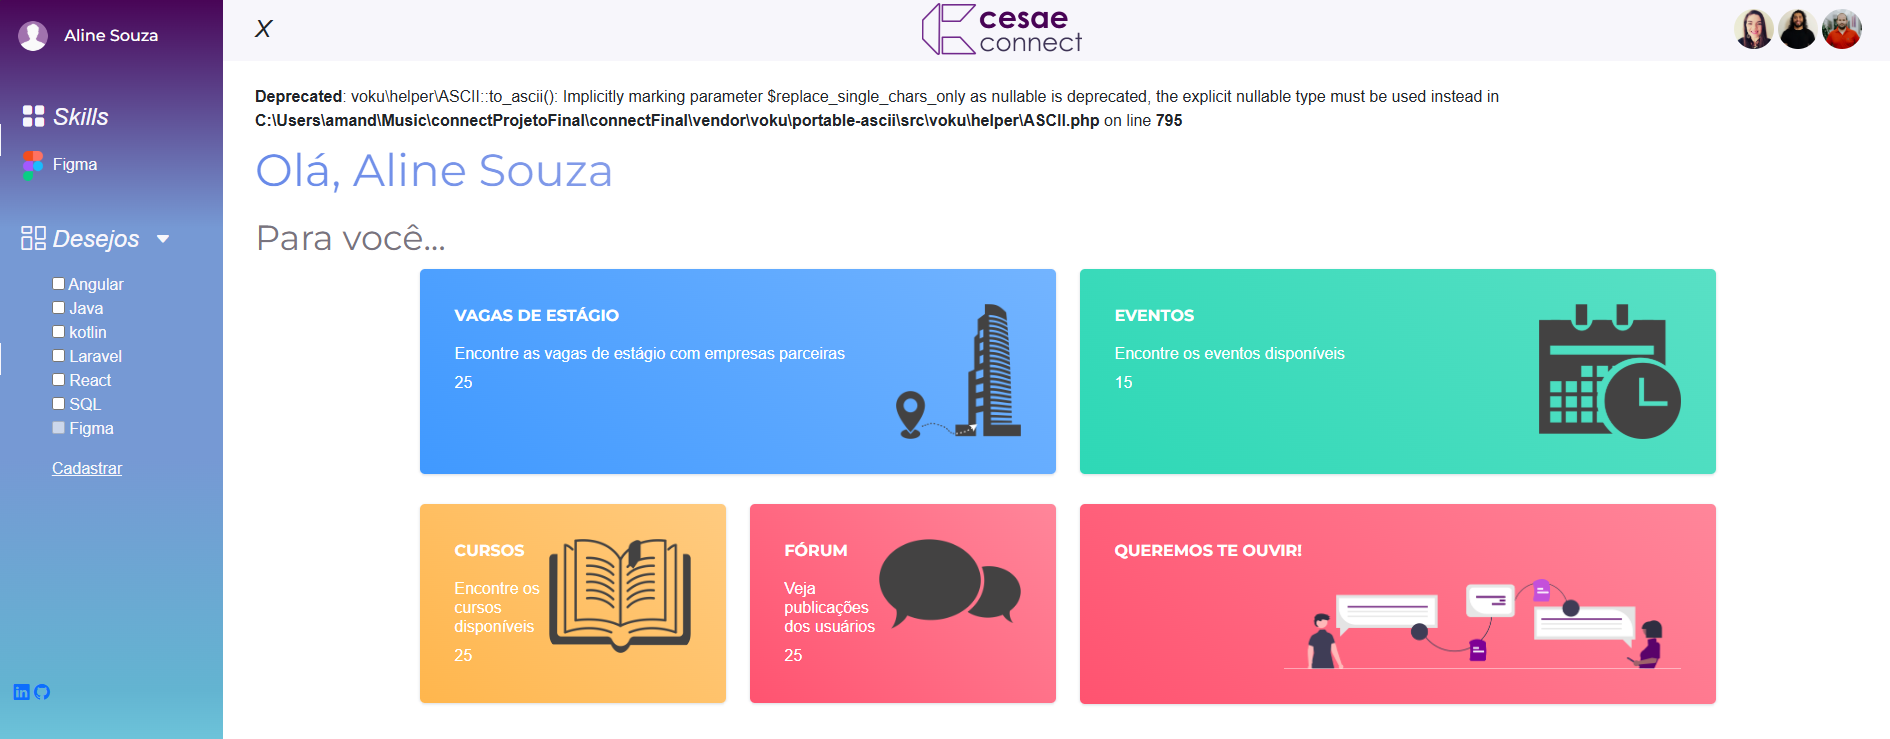 Aline Souza
X
cesae
connect
Skills
Figma
Desejos
Angular
Java
kotlin
Laravel
React
SQL
Figma
Cadastrar
Deprecated: voku\helper\ASCII::to_ascii(): Implicitly marking parameter $replace_single_chars_only as nullable is deprecated, the explicit nullable type must be used instead in
C:\Users\amand\Music\connectProjetoFinal\connectFinal\vendor\voku\portable-ascii\src\voku\helper\ASCII.php on line 795
Olá, Aline Souza
Para você...
VAGAS DE ESTÁGIO
Encontre as vagas de estágio com empresas parceiras
25
EVENTOS
Encontre os eventos disponíveis
15
CURSOS
Encontre os
cursos
disponíveis
25
FÓRUM
Veja
publicações
dos usuários
25
QUEREMOS TE OUVIR!
in